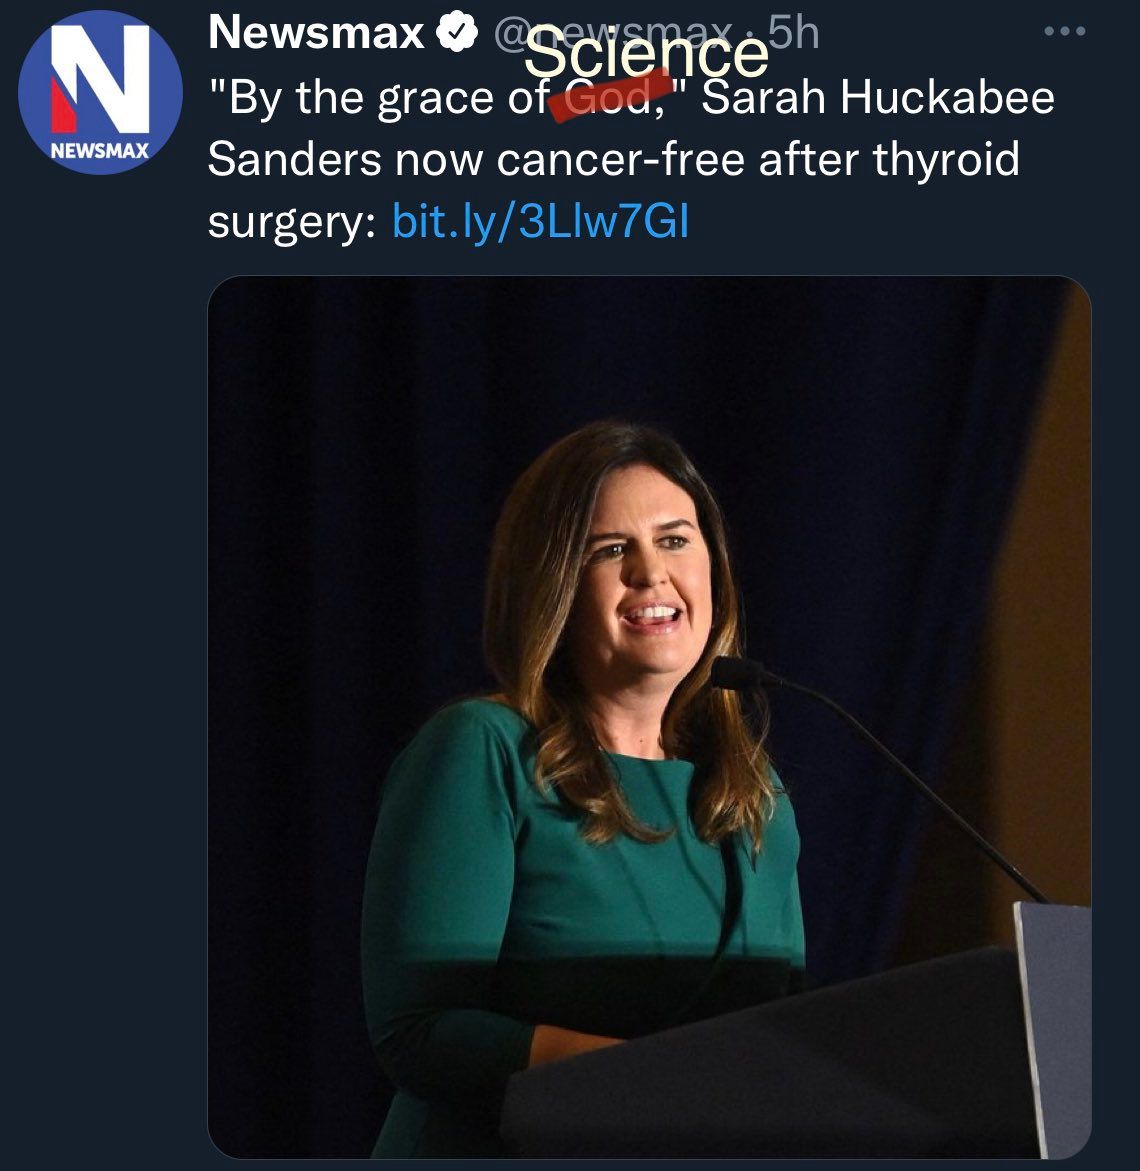 Newsmax @newsmax · 5h
Science
"By the grace of God," Sarah Huckabee
Sanders now cancer-free after thyroid
surgery: bit.ly/3Llw7GI
NEWSMAX